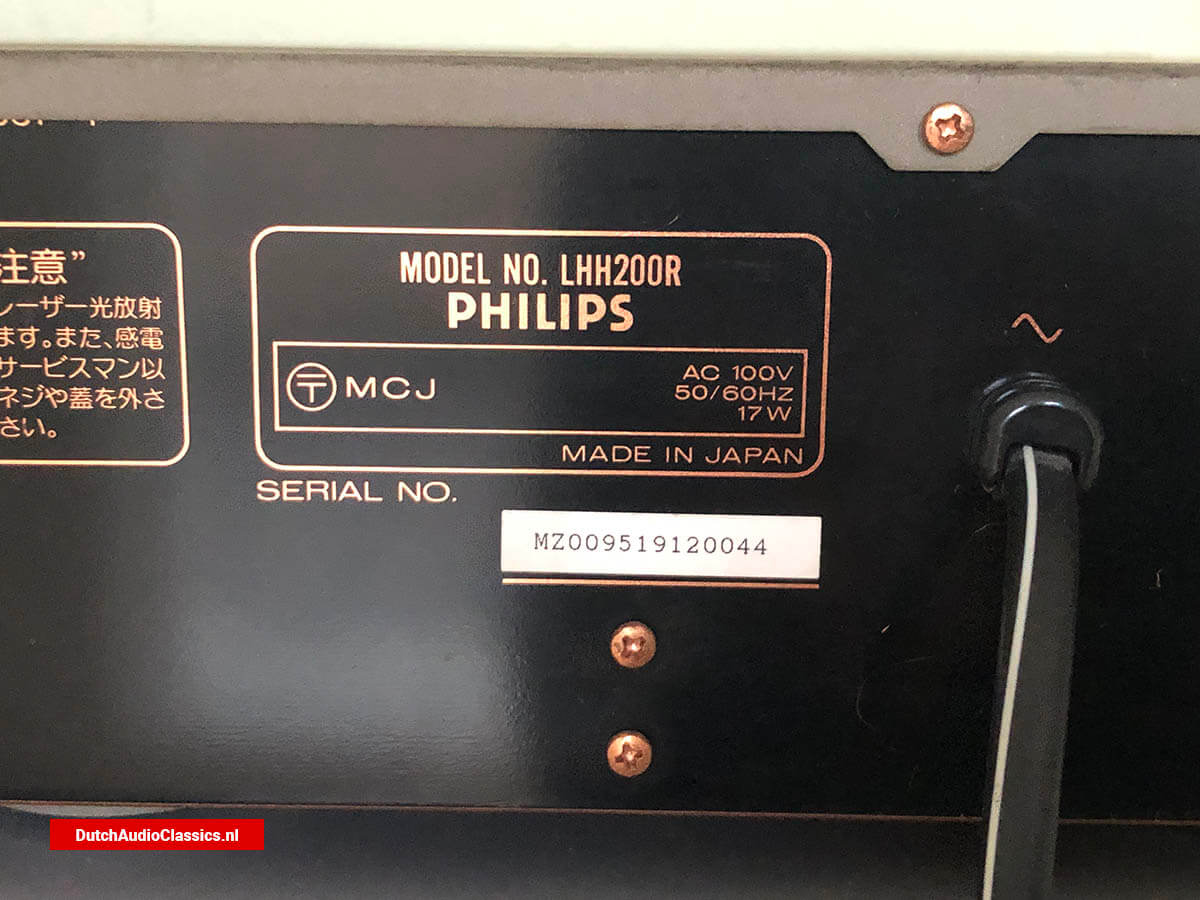 注意”
レーザー光放射
ます。また、感電
サービスマン以
ネジや蓋を外さ
さい。
MODEL NO. LHH200R
PHILIPS
〒 MCJ
AC 100V
50/60HZ
17W
MADE IN JAPAN
SERIAL NO.
MZ009519120044
DutchAudioClassics.nl